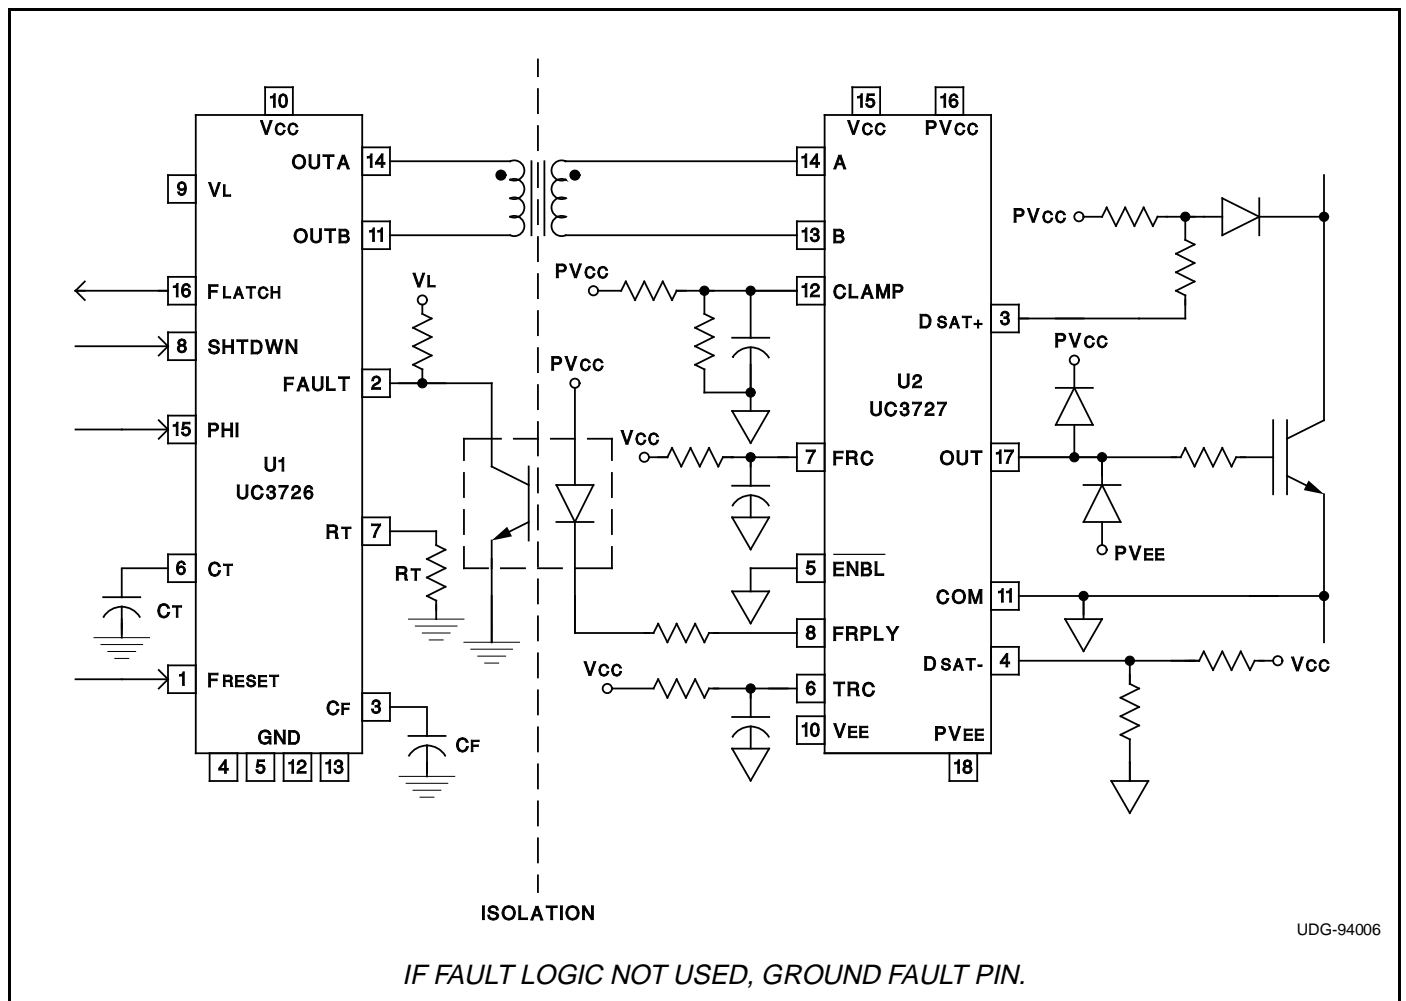 10
VCC
OUTA 14
9 VL
OUTB 11
16 FLATCH
8 SHTDWN
FAULT 2
15 PHI
U1
UC3726
RT 7
6 CT
1 FRESET
CF 3
GND
4 5 12 13
CT
RT
CF
VL
PVCC
PVCC
VCC
VCC
15 16
VCC PVCC
14 A
13 B
12 CLAMP
DSAT+ 3
U2
UC3727
7 FRC
OUT 17
5 ENBL
COM 11
8 FRPLY
DSAT- 4
6 TRC
10 VEE
PVEE
18
PVCC
PVCC
PVEE
VCC
ISOLATION
UDG-94006
IF FAULT LOGIC NOT USED, GROUND FAULT PIN.